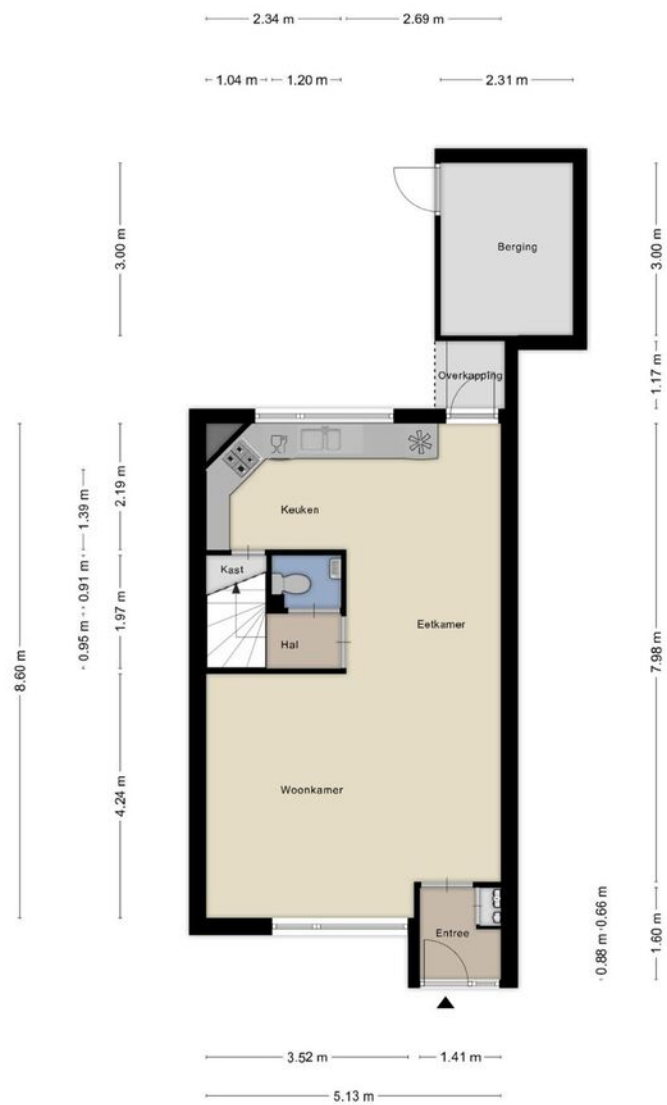 2.34 m
2.69 m
1.04 m
1.20 m
2.31 m
3.00 m
3.00 m
Berging
1.17 m
Overkapping
8.60 m
0.95 m
0.91 m
1.39 m
2.19 m
1.97 m
4.24 m
Keuken
Kast
Eetkamer
Hal
7.98 m
Woonkamer
Entree
0.88 m
0.66 m
1.60 m
3.52 m
1.41 m
5.13 m